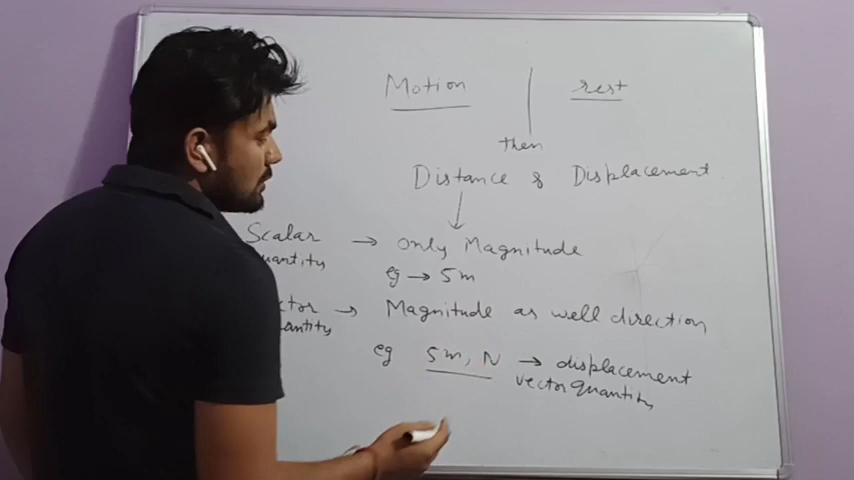 Motion | rest
then
Distance & Displacement
Scalar → only Magnitude
quantity eg → 5m
→ Magnitude as well direction
eg 5m, N → displacement
vector quantity